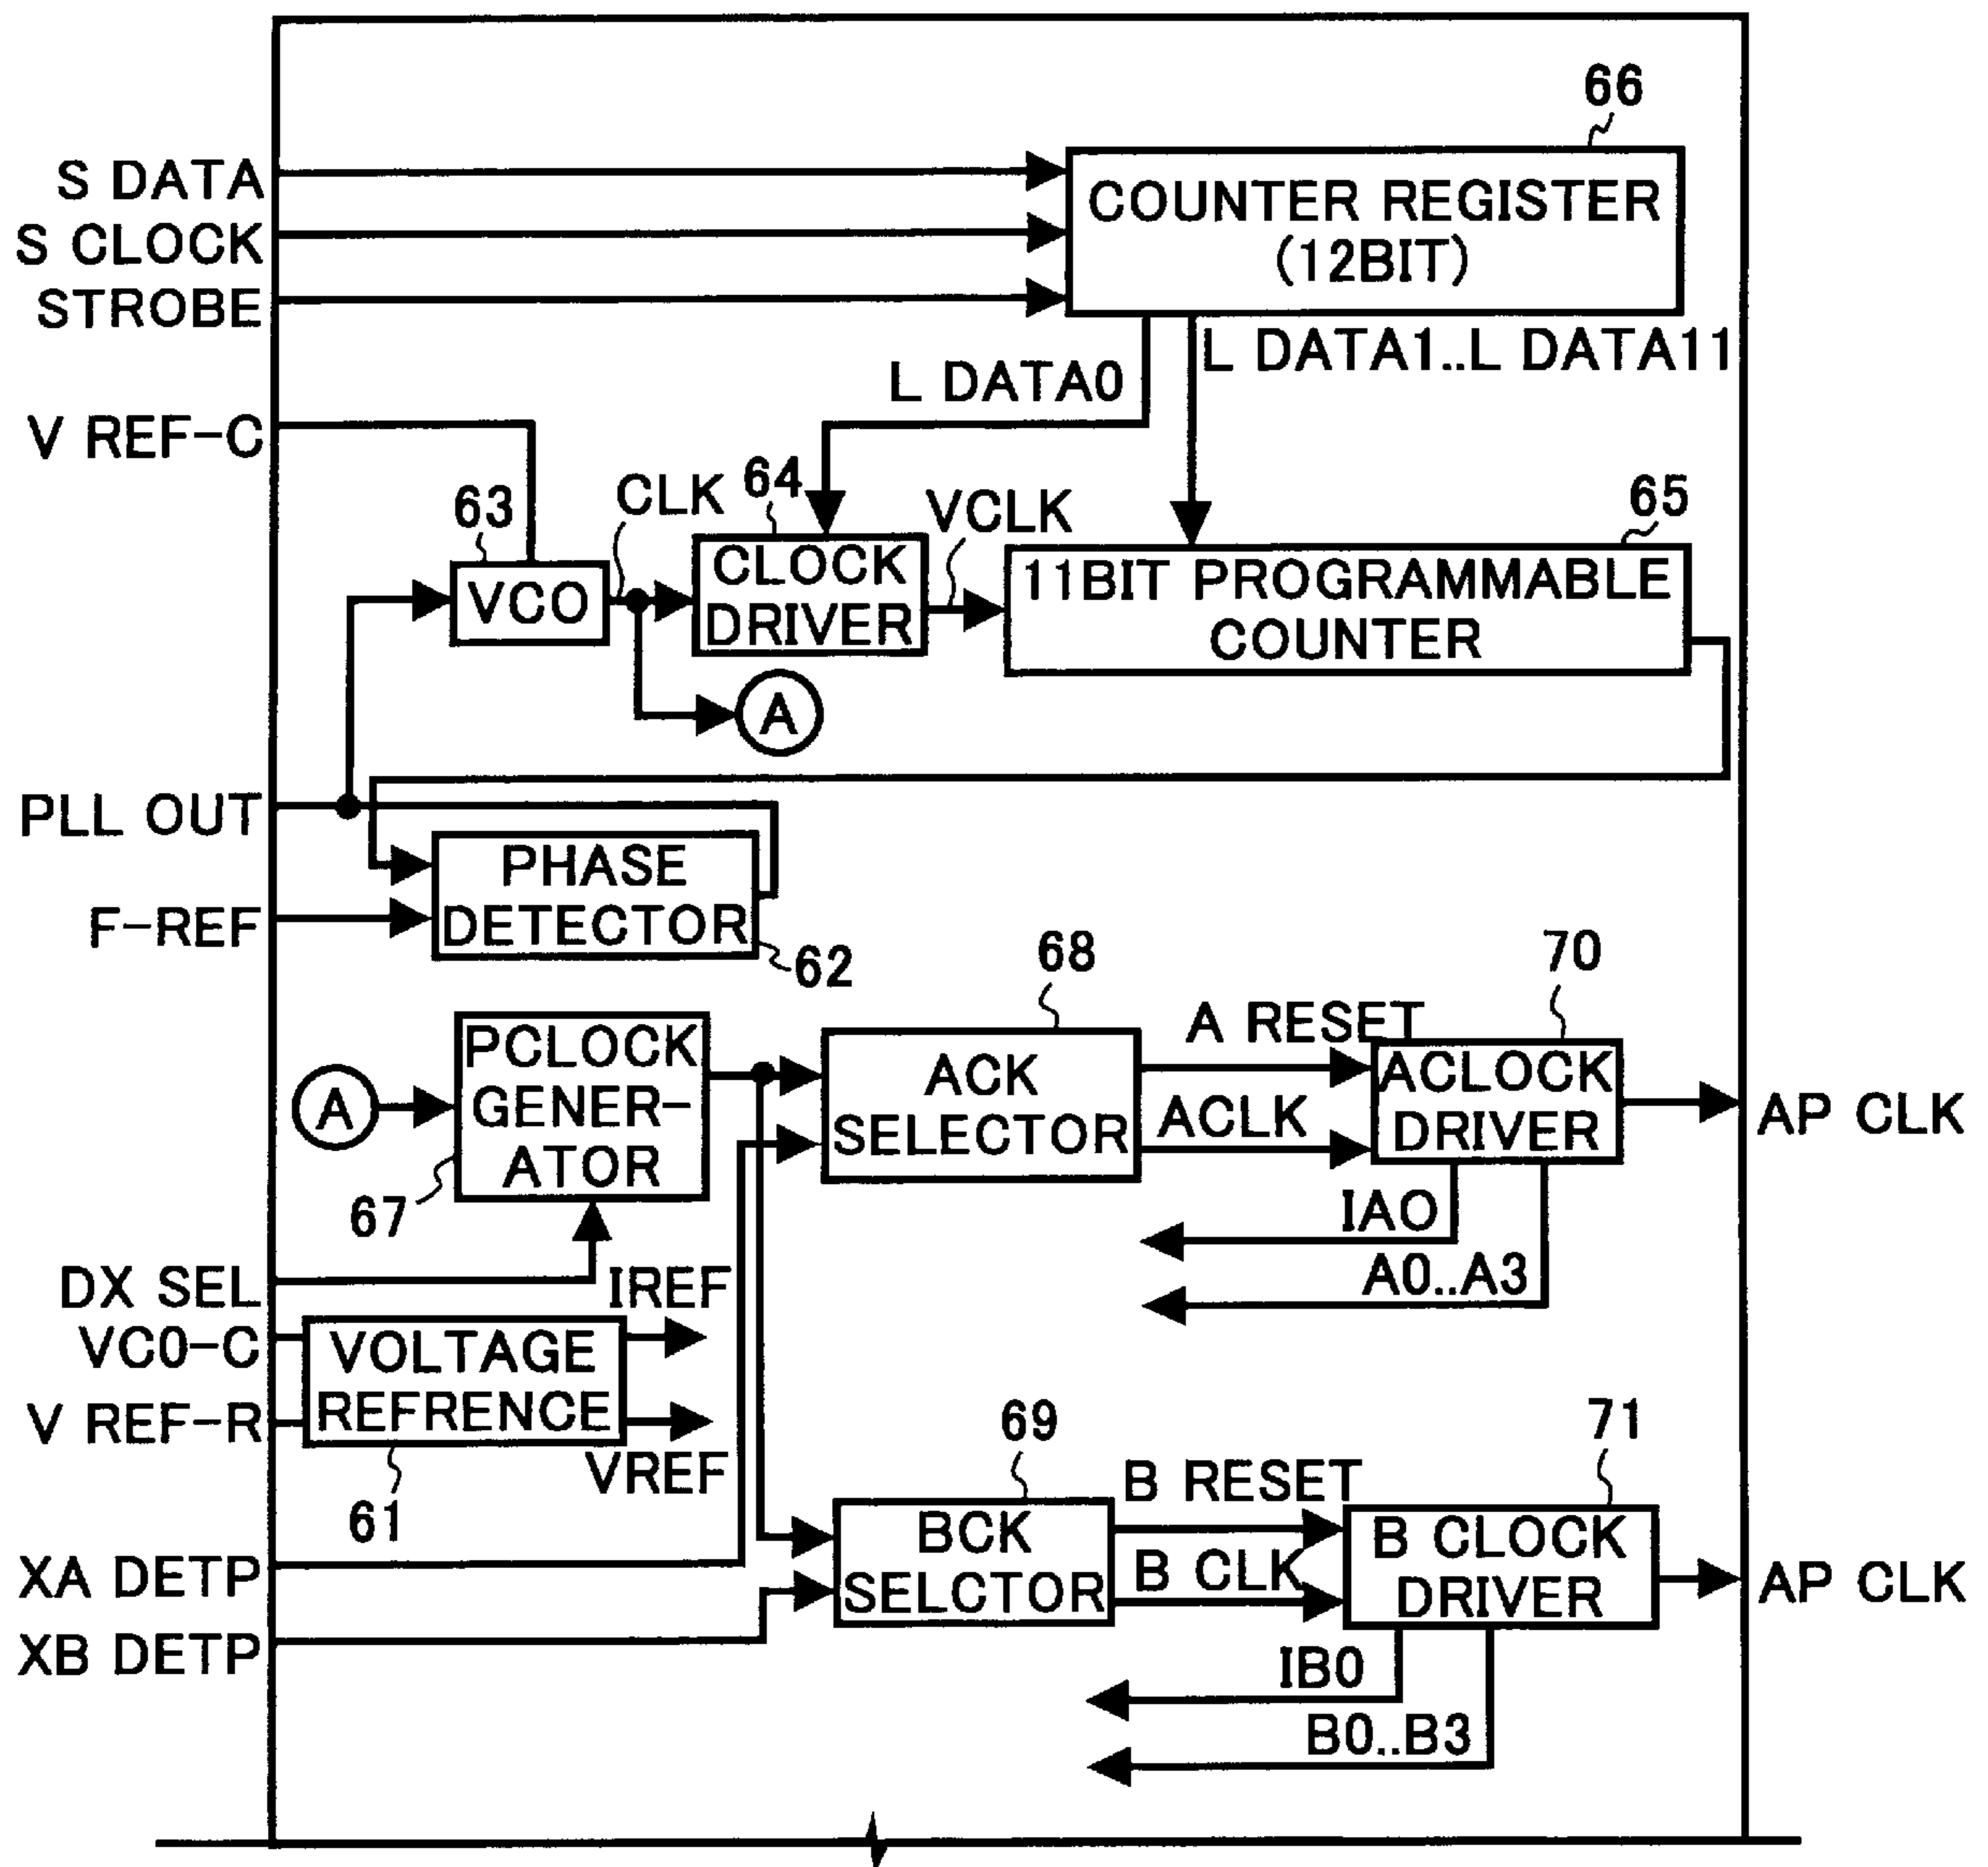 66
S DATA
S CLOCK
STROBE
COUNTER REGISTER
(12BIT)
L DATA0
L DATA1..L DATA11
V REF-C
63
CLK
64
VCLK
65
VCO
CLOCK
DRIVER
11BIT PROGRAMMABLE
COUNTER
A
PLL OUT
F-REF
PHASE
DETECTOR
62
68
70
A
PCLOCK
GENER-
ATOR
67
ACK
SELECTOR
A RESET
ACLK
ACLOCK
DRIVER
AP CLK
IAO
A0..A3
DX SEL
VC0-C
V REF-R
VOLTAGE
REFRENCE
IREF
VREF
61
69
71
XA DETP
XB DETP
BCK
SELCTOR
B RESET
B CLK
B CLOCK
DRIVER
AP CLK
IB0
B0..B3